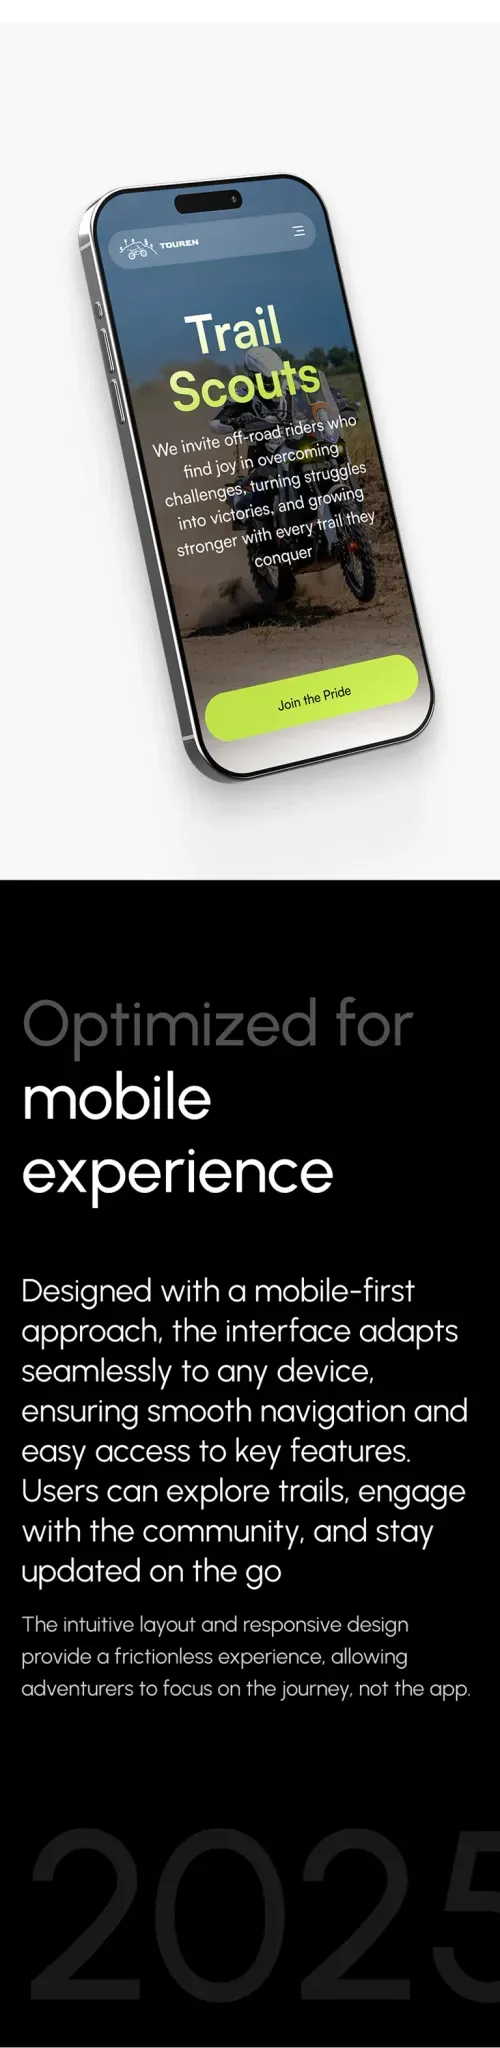 TOUREN
Trail
Scouts
We invite off-road riders who
find joy in overcoming
challenges, turning struggles
into victories, and growing
stronger with every trail they
conquer
Join the Pride
Optimized for
mobile
experience
Designed with a mobile-first
approach, the interface adapts
seamlessly to any device,
ensuring smooth navigation and
easy access to key features.
Users can explore trails, engage
with the community, and stay
updated on the go
The intuitive layout and responsive design
provide a frictionless experience, allowing
adventurers to focus on the journey, not the app.
2025